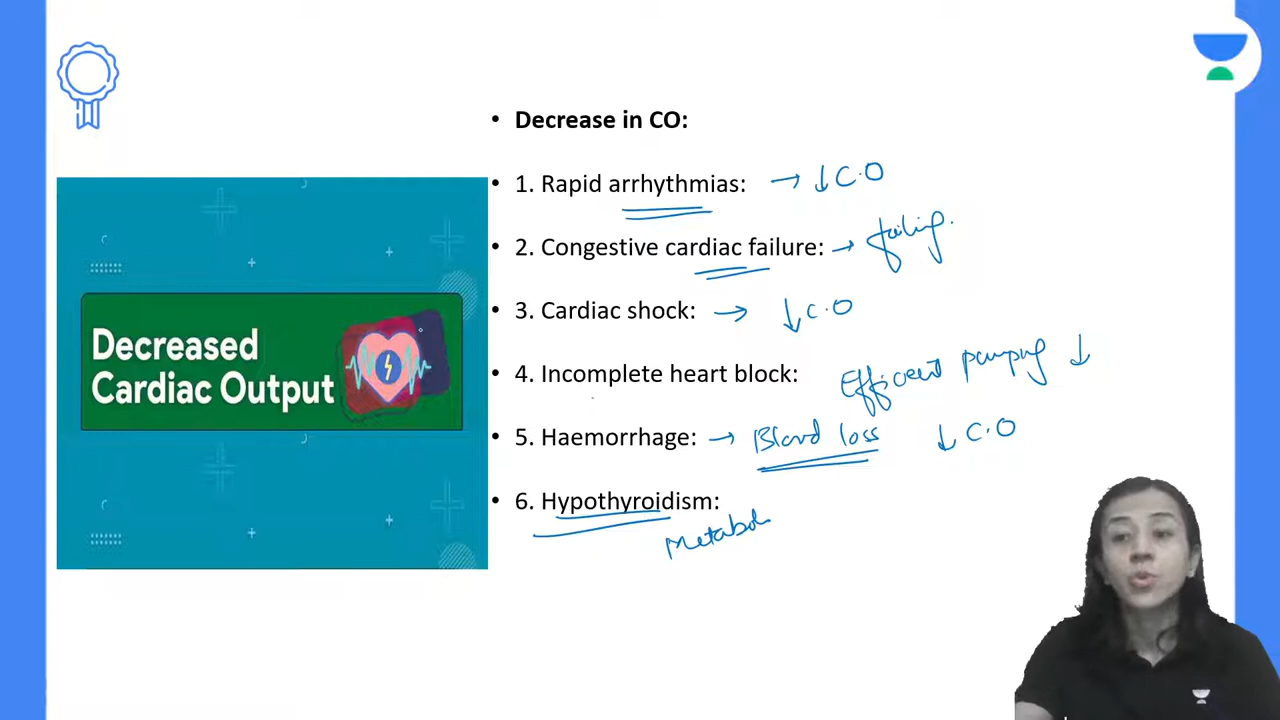 • Decrease in CO:
• 1. Rapid arrhythmias: → ↓ C.O
• 2. Congestive cardiac failure: → failing.
• 3. Cardiac shock: → ↓ C.O
• 4. Incomplete heart block: Efficient pumping ↓
• 5. Haemorrhage: → Blood loss ↓ C.O
• 6. Hypothyroidism:
Metabol
Decreased
Cardiac Output